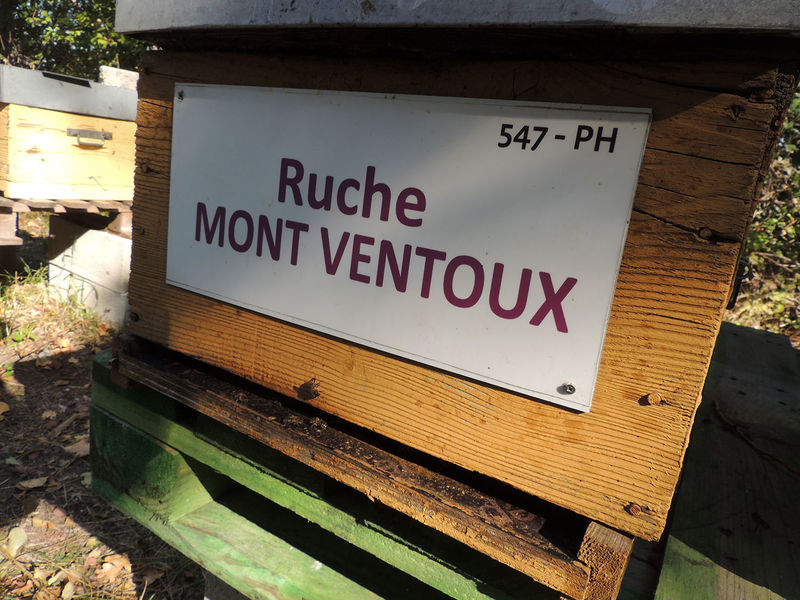 547 - PH
Ruche
MONT VENTOUX